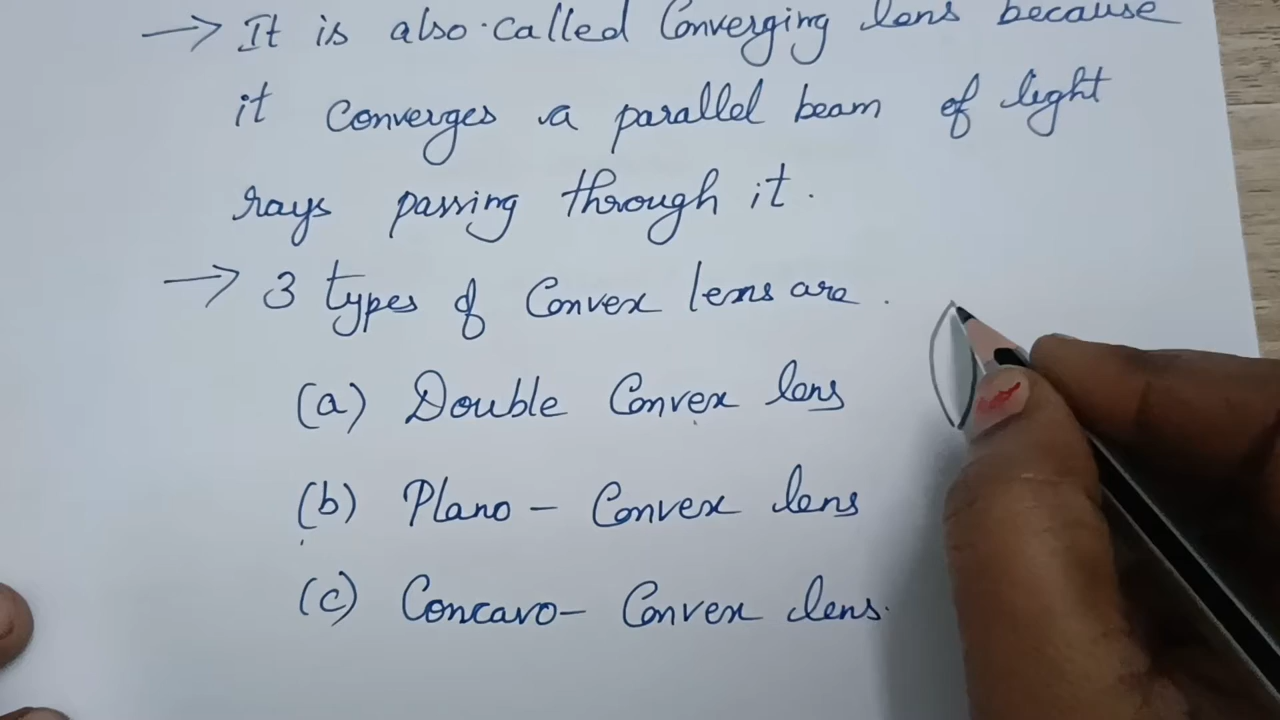 → It is also called Converging lens because
it converges a parallel beam of light
rays passing through it.
→ 3 types of Convex lens are.
(a) Double Convex lens
(b) Plano - Convex lens
(c) Concavo - Convex lens.